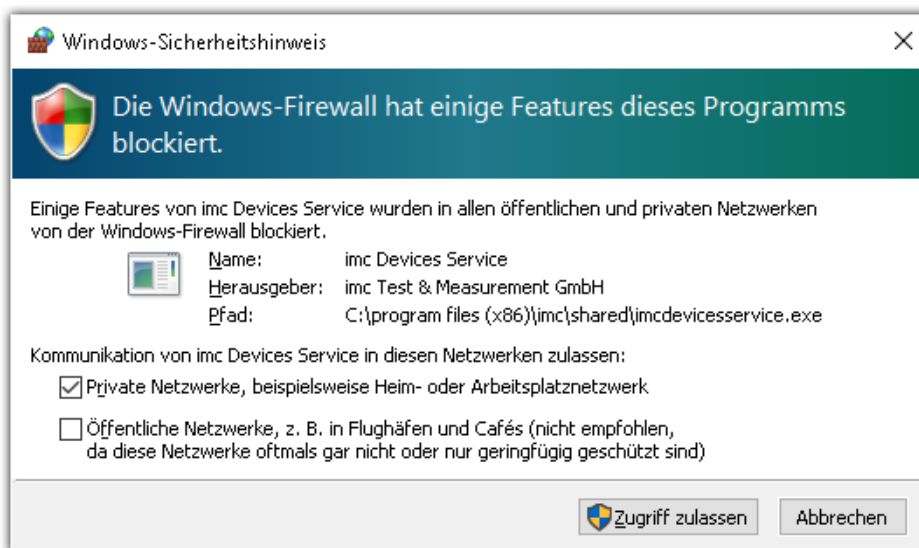 Windows-Sicherheitshinweis
Die Windows-Firewall hat einige Features dieses Programms
blockiert.
Einige Features von imc Devices Service wurden in allen öffentlichen und privaten Netzwerken
von der Windows-Firewall blockiert.
Name: imc Devices Service
Herausgeber: imc Test & Measurement GmbH
Pfad: C:\program files (x86)\imc\shared\imcdevicesservice.exe
Kommunikation von imc Devices Service in diesen Netzwerken zulassen:
Private Netzwerke, beispielsweise Heim- oder Arbeitsplatznetzwerk
Öffentliche Netzwerke, z. B. in Flughäfen und Cafés (nicht empfohlen,
da diese Netzwerke oftmals gar nicht oder nur geringfügig geschützt sind)
Zugriff zulassen Abbrechen